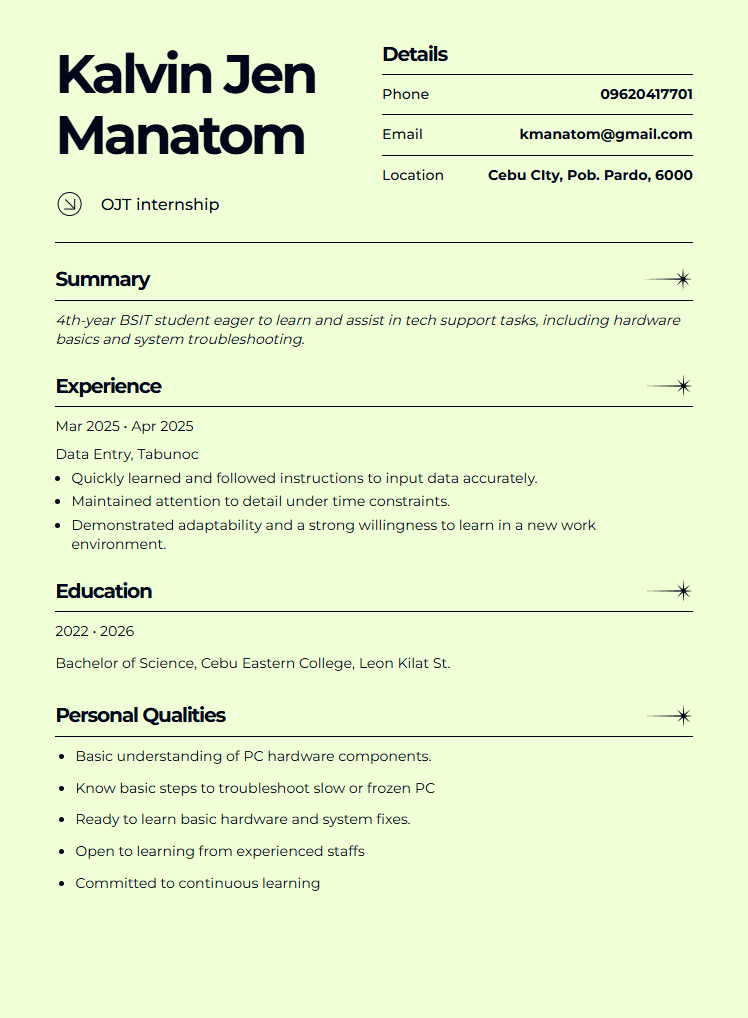 Kalvin Jen
Manatom
OJT internship
Details
Phone 09620417701
Email kmanatom@gmail.com
Location Cebu CIty, Pob. Pardo, 6000
Summary
4th-year BSIT student eager to learn and assist in tech support tasks, including hardware
basics and system troubleshooting.
Experience
Mar 2025 • Apr 2025
Data Entry, Tabunoc
• Quickly learned and followed instructions to input data accurately.
• Maintained attention to detail under time constraints.
• Demonstrated adaptability and a strong willingness to learn in a new work
environment.
Education
2022 • 2026
Bachelor of Science, Cebu Eastern College, Leon Kilat St.
Personal Qualities
• Basic understanding of PC hardware components.
• Know basic steps to troubleshoot slow or frozen PC
• Ready to learn basic hardware and system fixes.
• Open to learning from experienced staffs
• Committed to continuous learning